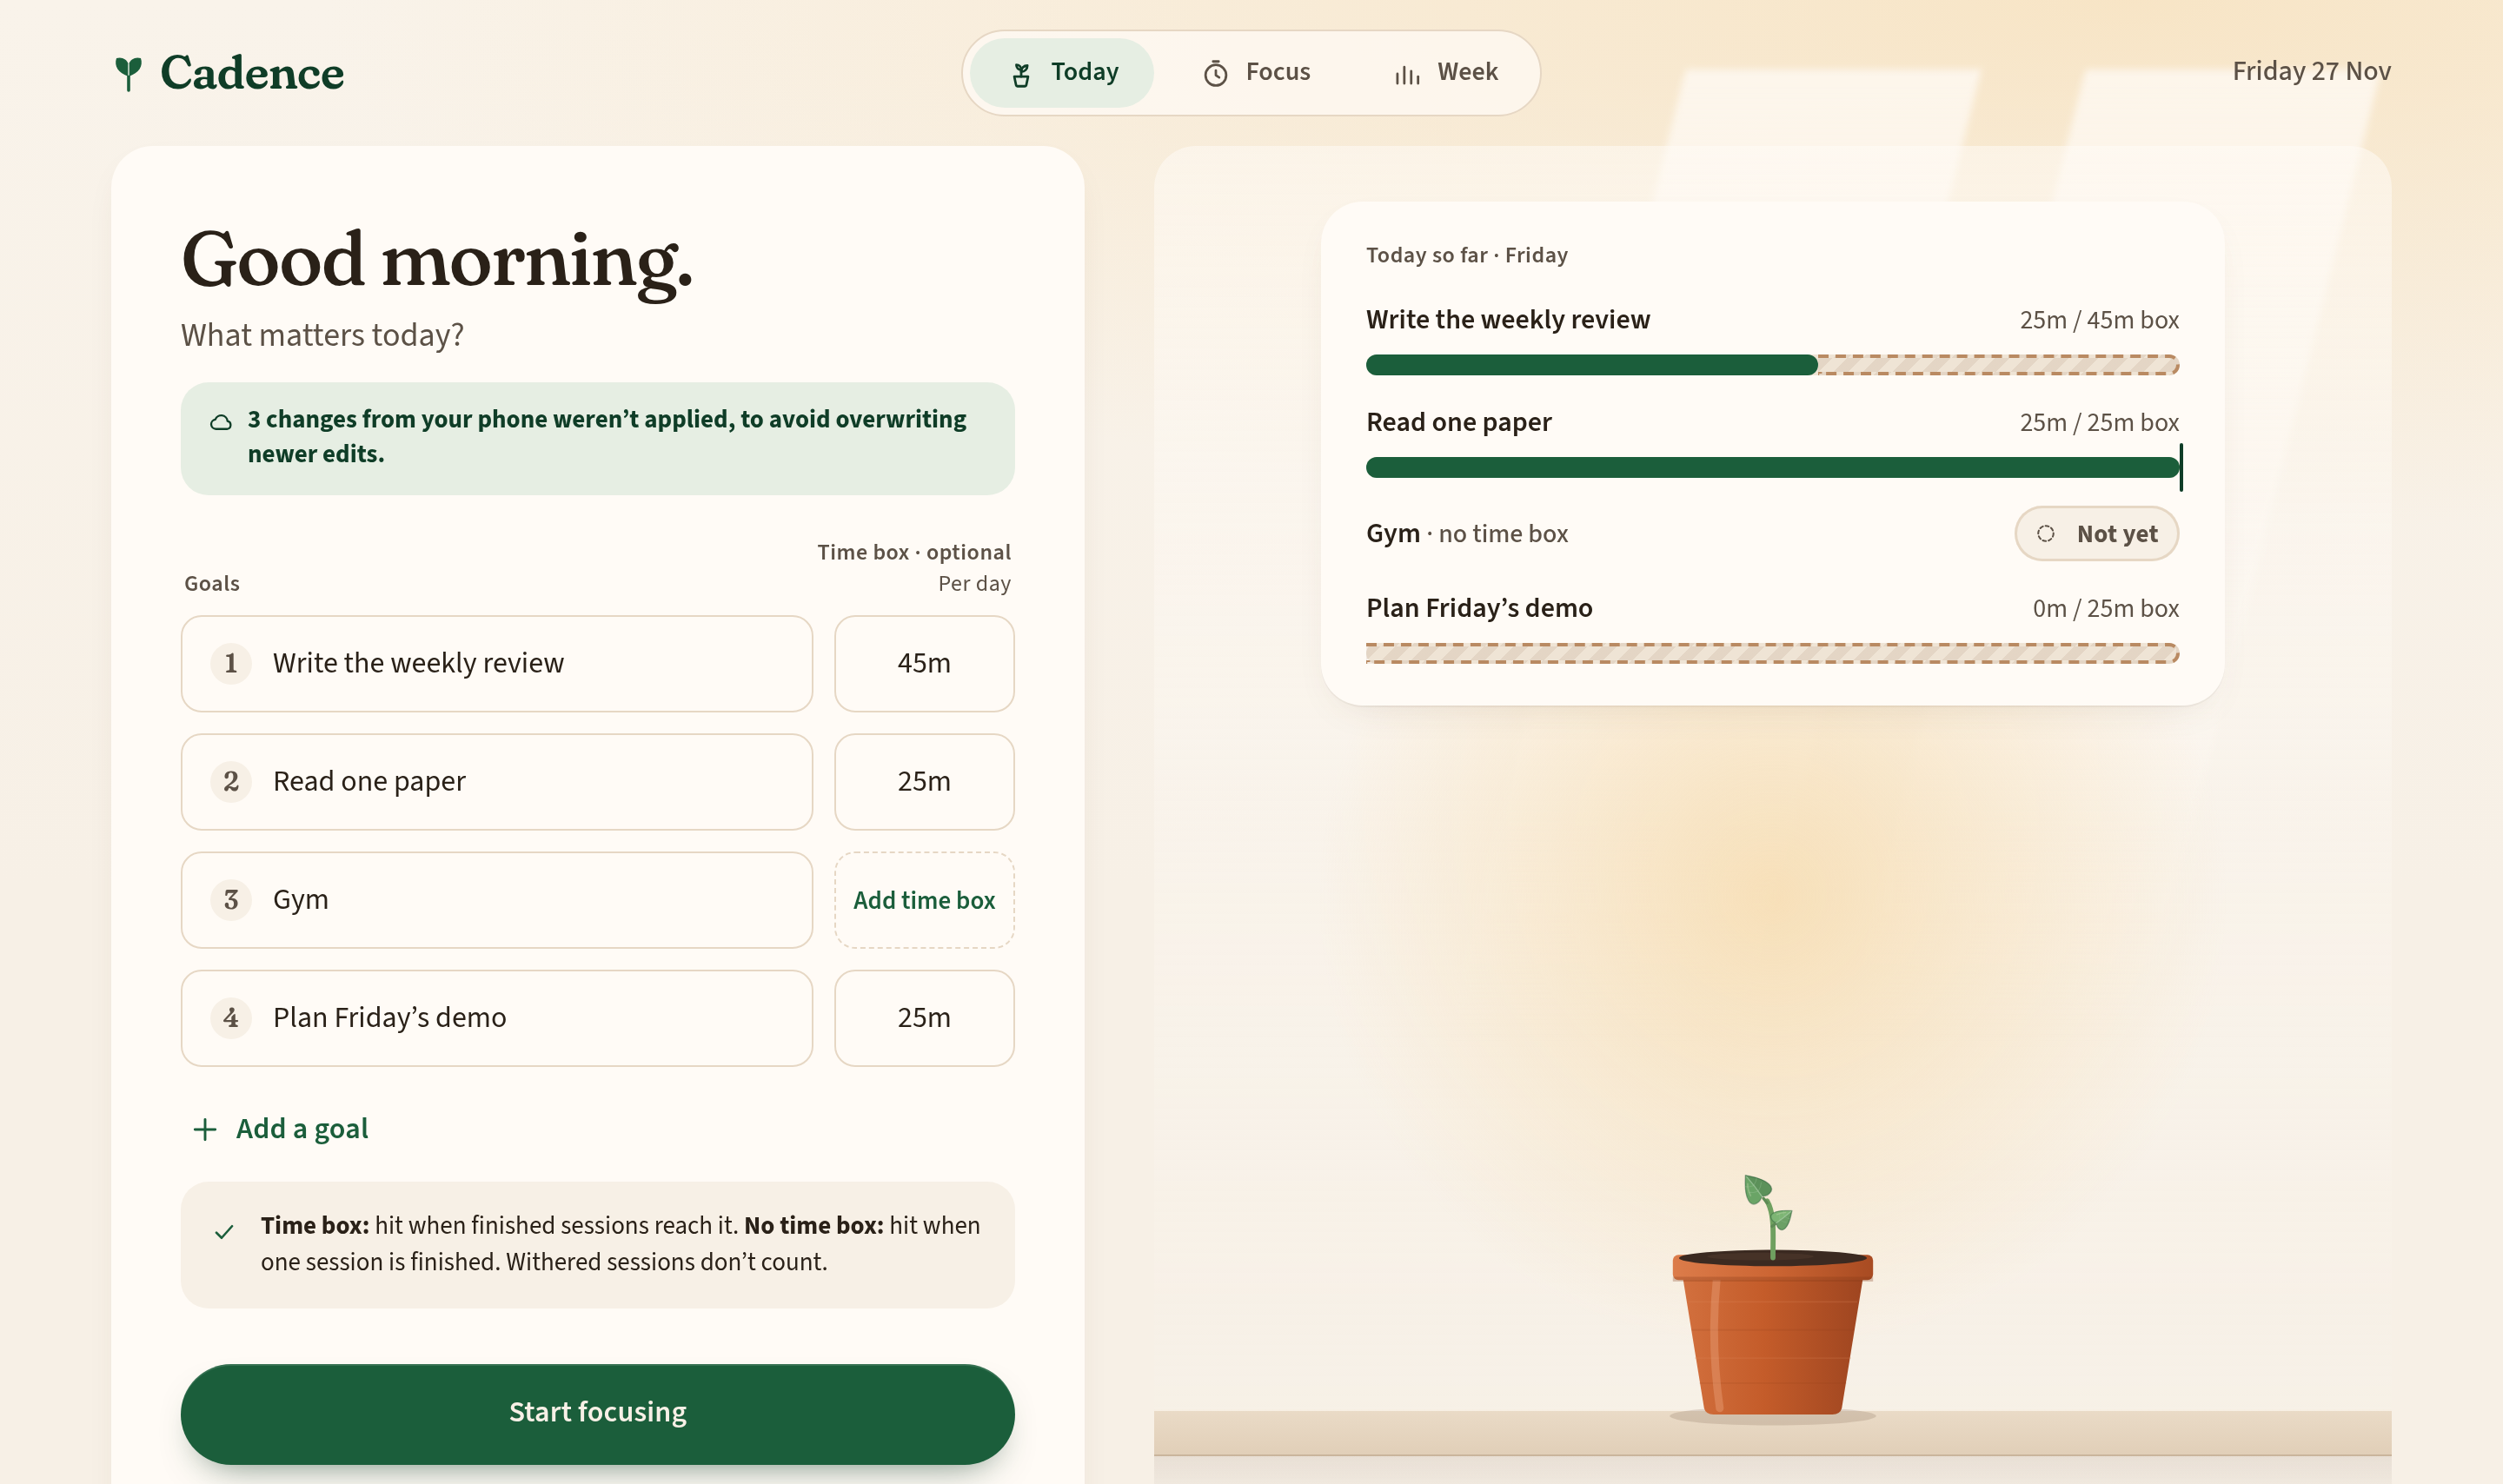 Cadence
Today
Focus
Week
Friday 27 Nov
Good morning.
What matters today?
3 changes from your phone weren’t applied, to avoid overwriting
newer edits.
Time box · optional
Goals
Per day
1 Write the weekly review 45m
2 Read one paper 25m
3 Gym Add time box
4 Plan Friday’s demo 25m
Add a goal
Time box: hit when finished sessions reach it. No time box: hit when
one session is finished. Withered sessions don’t count.
Start focusing
Today so far · Friday
Write the weekly review 25m / 45m box
Read one paper 25m / 25m box
Gym · no time box Not yet
Plan Friday’s demo 0m / 25m box